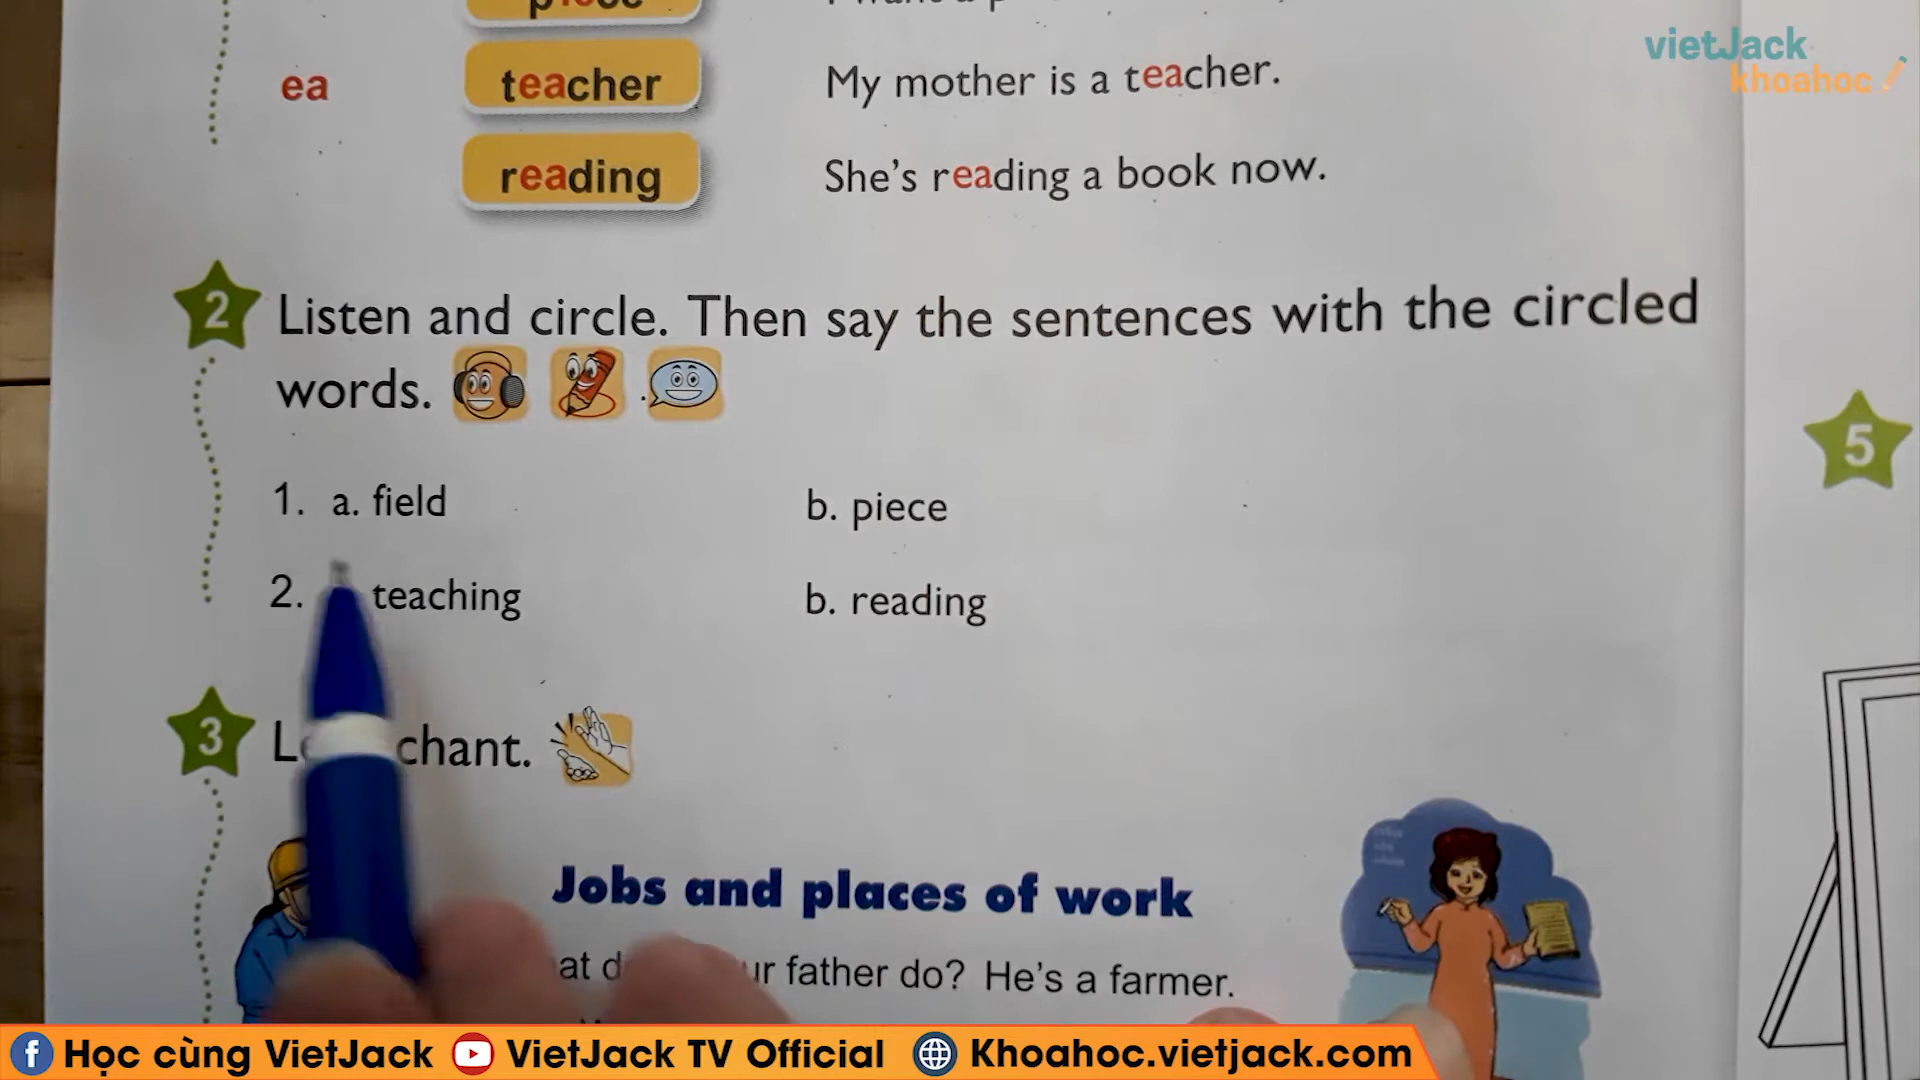 vietJack
khoahoc
ea
teacher
My mother is a teacher.
reading
She's reading a book now.
2
Listen and circle. Then say the sentences with the circled
words.
5
1. a. field
b. piece
2. teaching
b. reading
3
chant.
Jobs and places of work
father do? He's a farmer.
Học cùng VietJack
VietJack TV Official
Khoahoc.vietjack.com